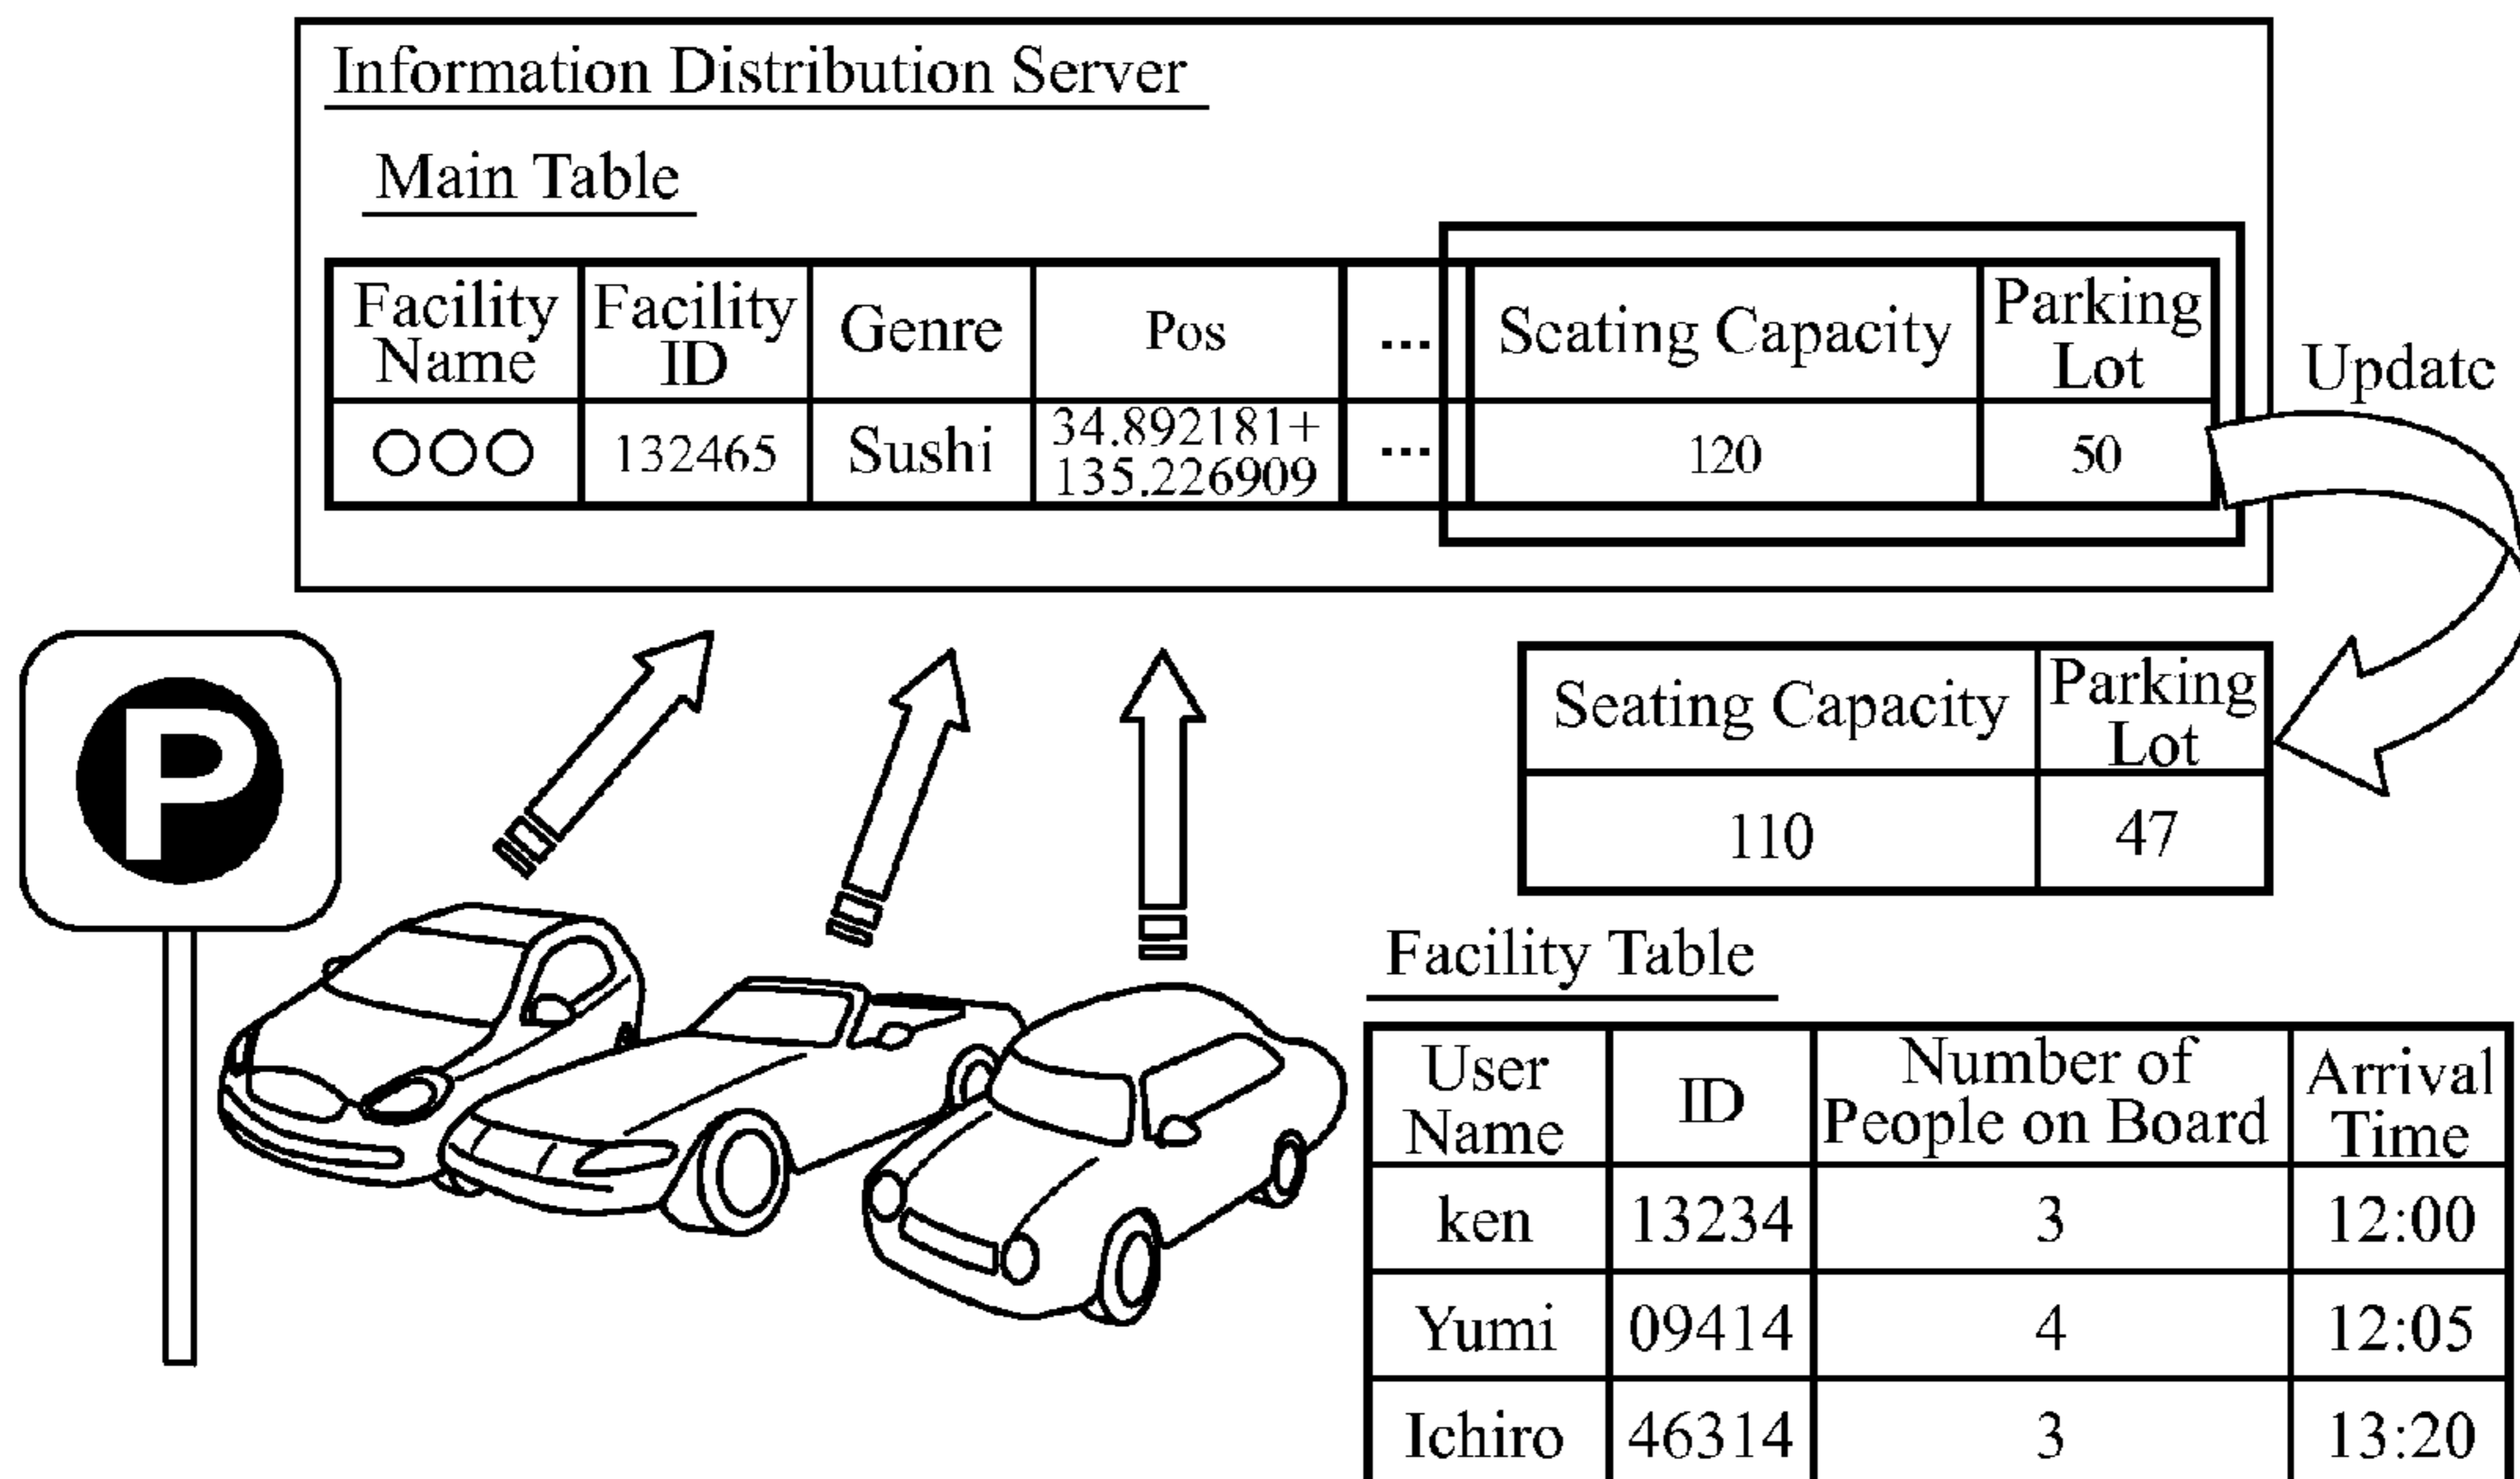 Information Distribution Server
Main Table
Facility Name Facility ID Genre Pos ... Scating Capacity Parking Lot
○○○ 132465 Sushi 34.892181+ 135.226909 ... 120 50
Updatc
P
Seating Capacity Parking Lot
110 47
Facility Table
User Name ID Number of People on Board Arrival Time
ken 13234 3 12:00
Yumi 09414 4 12:05
Ichiro 46314 3 13:20